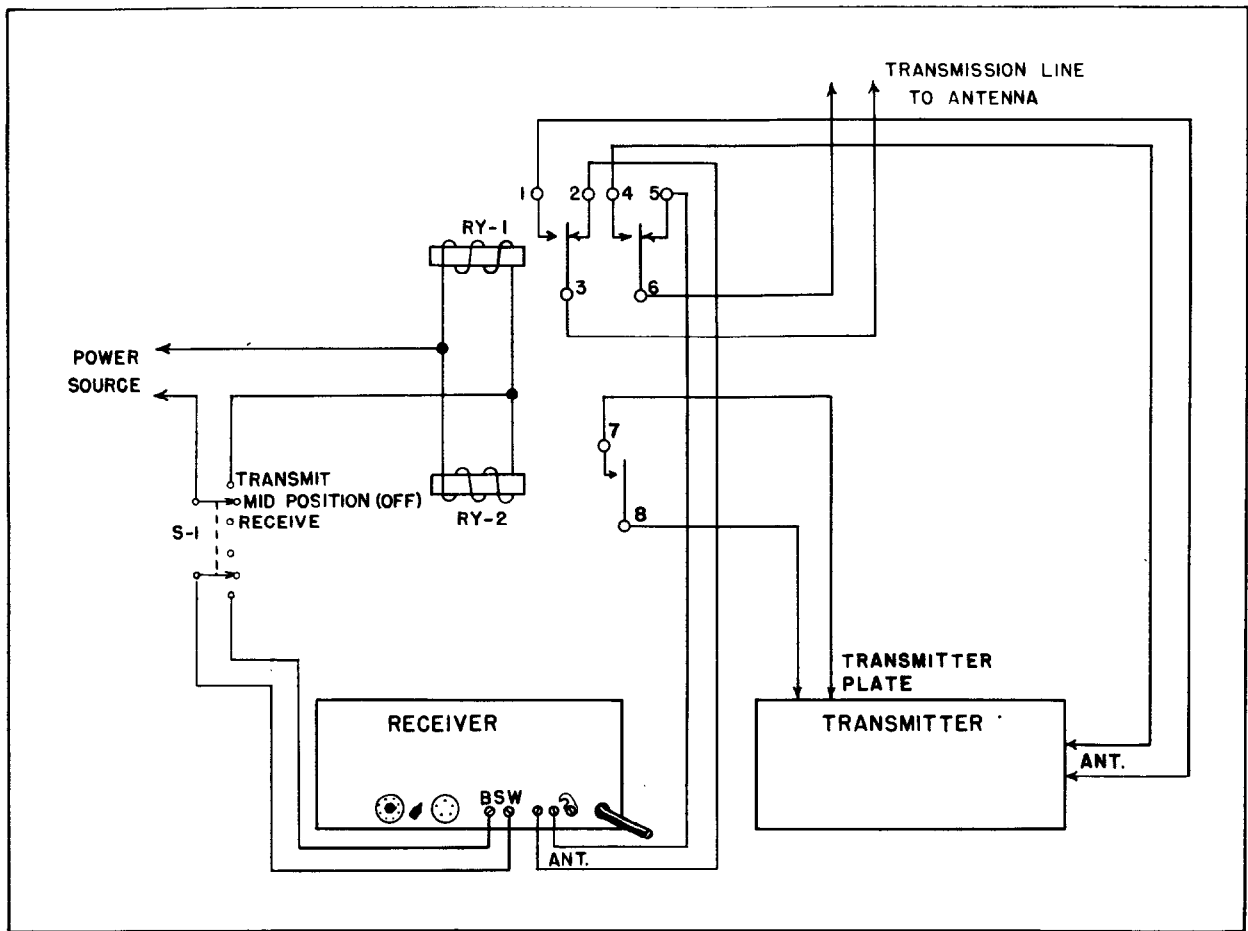 TRANSMISSION LINE
TO ANTENNA
1
2
4
5
RY-1
3
6
POWER
SOURCE
7
TRANSMIT
MID POSITION (OFF)
RECEIVE
S-1
RY-2
8
TRANSMITTER
PLATE
RECEIVER
TRANSMITTER
ANT.
BSW
ANT.